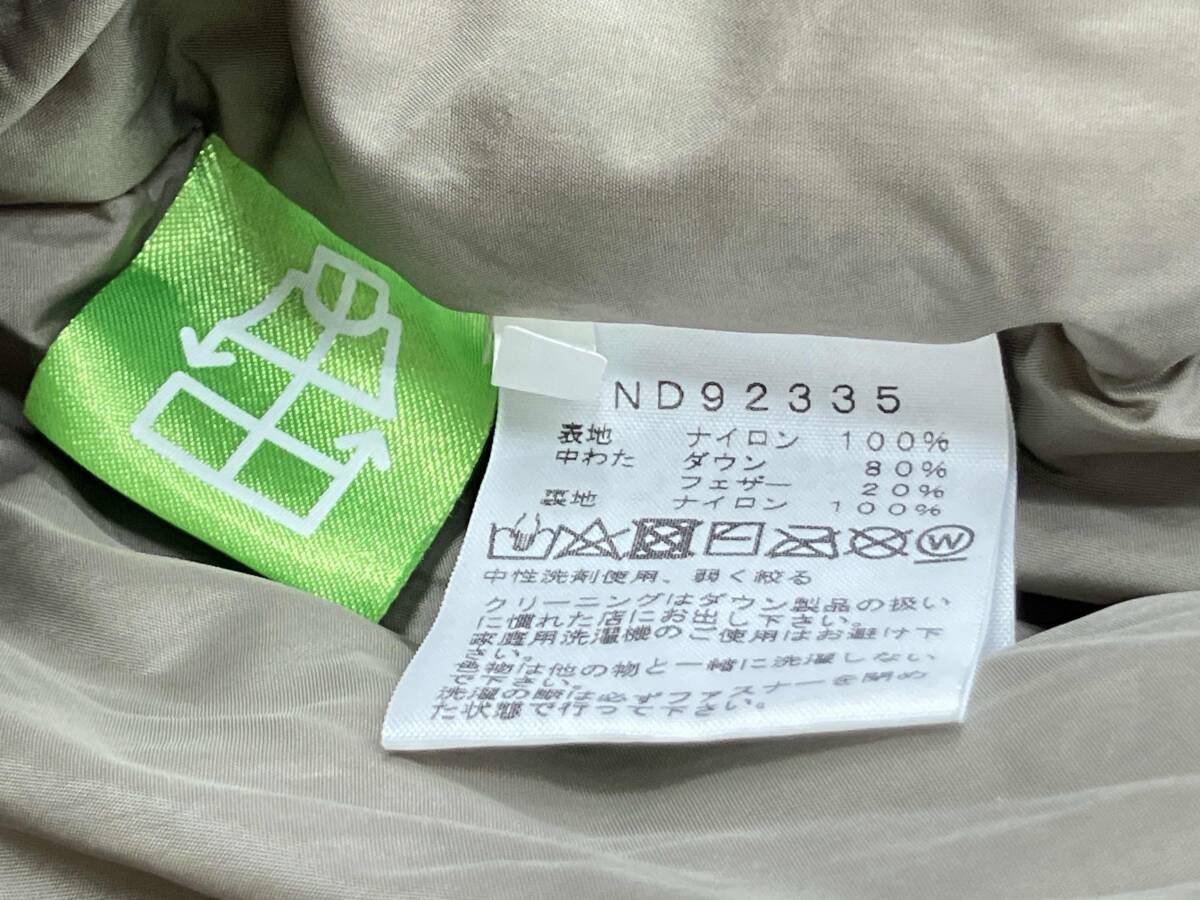 ND92335
表地 ナイロン 100%
中わた ダウン 80%
フェザー 20%
裏地 ナイロン 100%
W
中性洗剤使用、弱く絞る
クリーニングはダウン製品の扱い
に慣れた店にお出し下さい。
家庭用洗濯機のご使用はお避け下
さい。
色物は他の物と一緒に洗濯しない
で下さい。
洗濯の際は必ずファスナーを閉め
た状態で行って下さい。